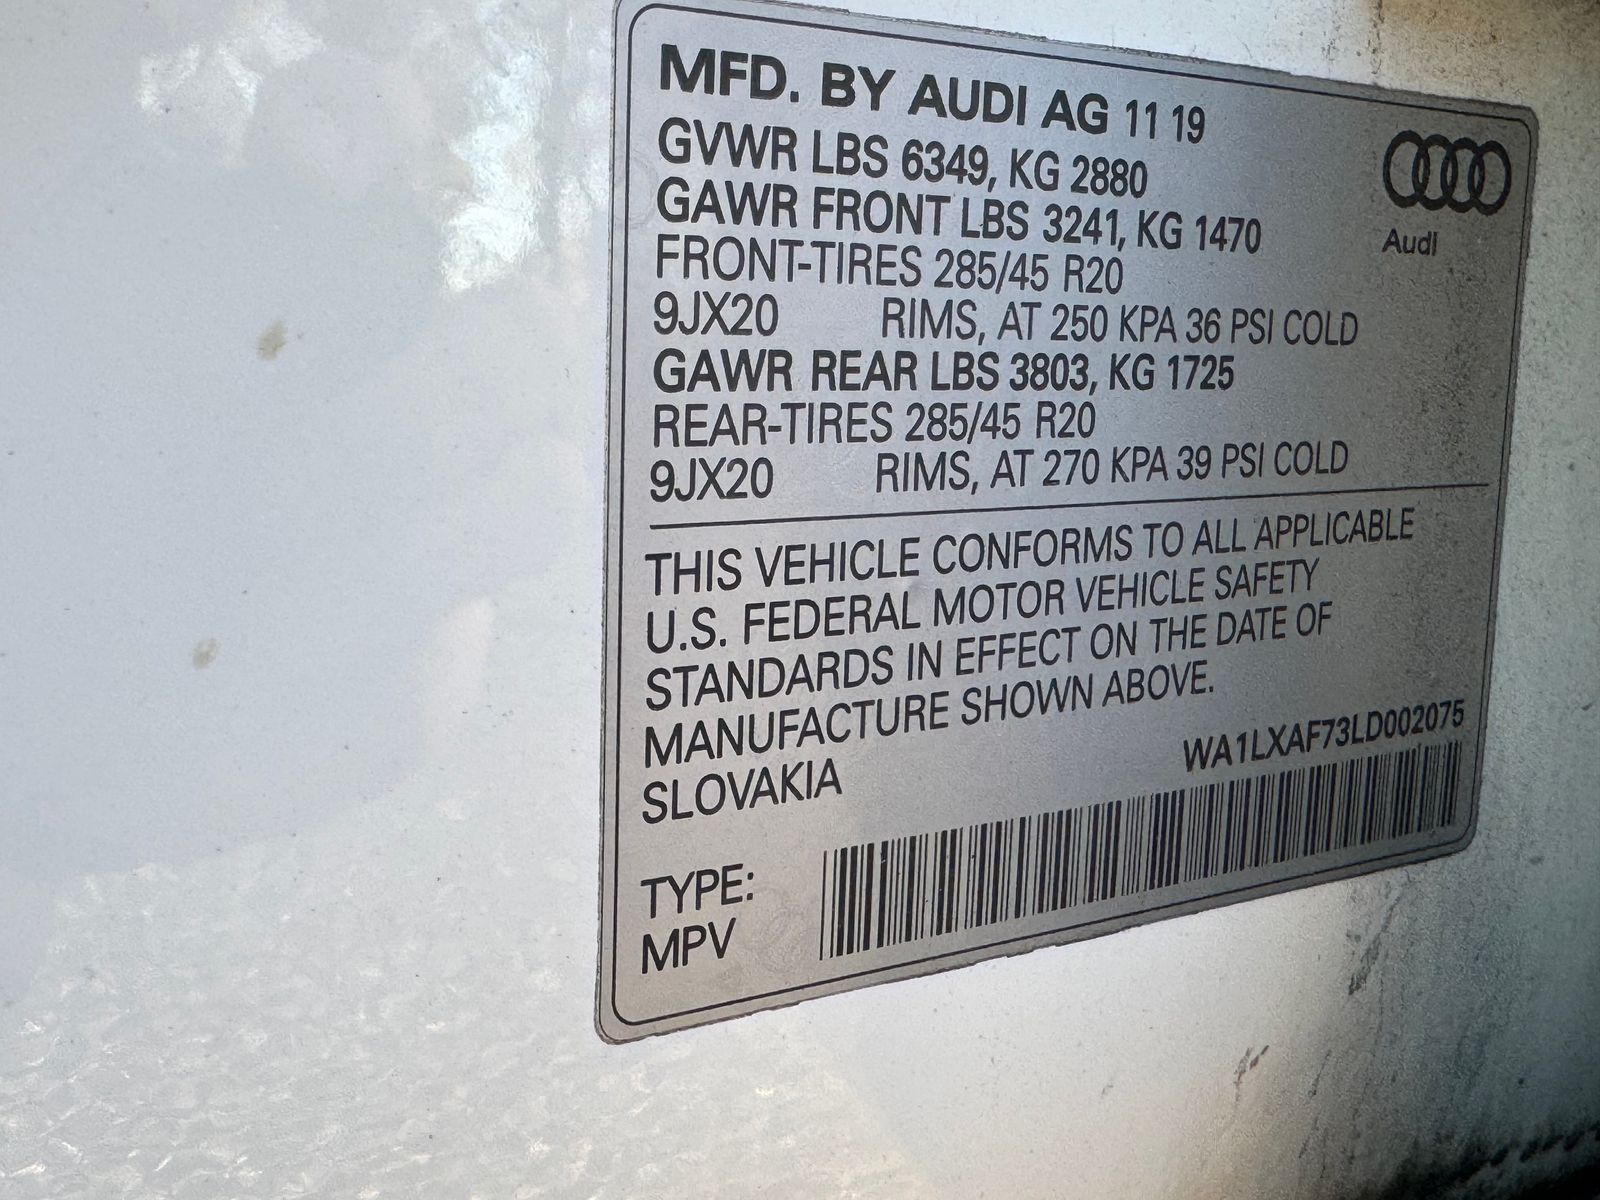 MFD. BY AUDI AG 11 19
GVWR LBS 6349, KG 2880
GAWR FRONT LBS 3241, KG 1470
FRONT-TIRES 285/45 R20
9JX20 RIMS, AT 250 KPA 36 PSI COLD
GAWR REAR LBS 3803, KG 1725
REAR-TIRES 285/45 R20
9JX20 RIMS, AT 270 KPA 39 PSI COLD
Audi
THIS VEHICLE CONFORMS TO ALL APPLICABLE
U.S. FEDERAL MOTOR VEHICLE SAFETY
STANDARDS IN EFFECT ON THE DATE OF
MANUFACTURE SHOWN ABOVE.
SLOVAKIA
WA1LXAF73LD002075
TYPE:
MPV